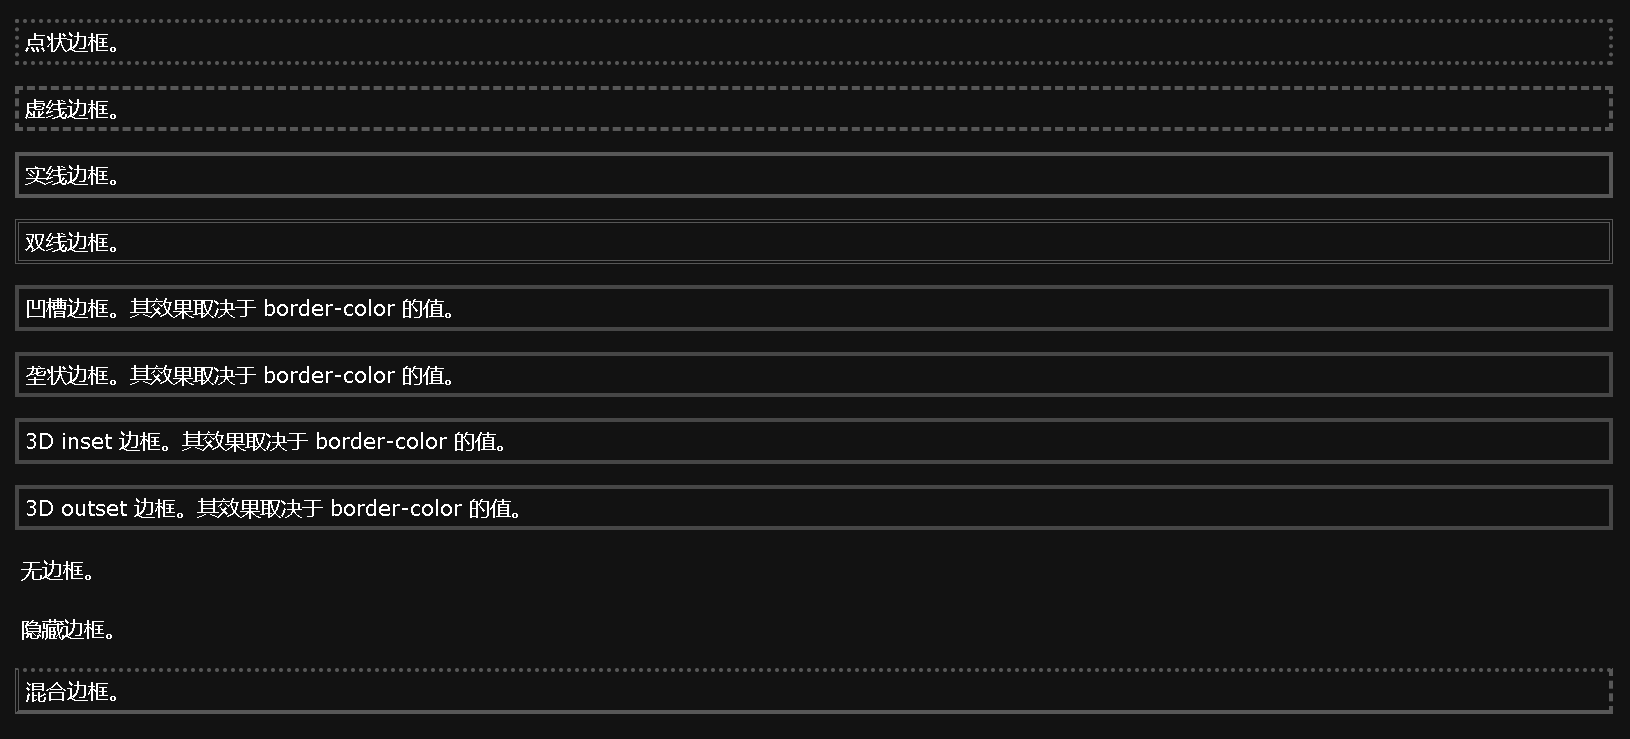 点状边框。
虚线边框。
实线边框。
双线边框。
凹槽边框。其效果取决于 border-color 的值。
垄状边框。其效果取决于 border-color 的值。
3D inset 边框。其效果取决于 border-color 的值。
3D outset 边框。其效果取决于 border-color 的值。
无边框。
隐藏边框。
混合边框。